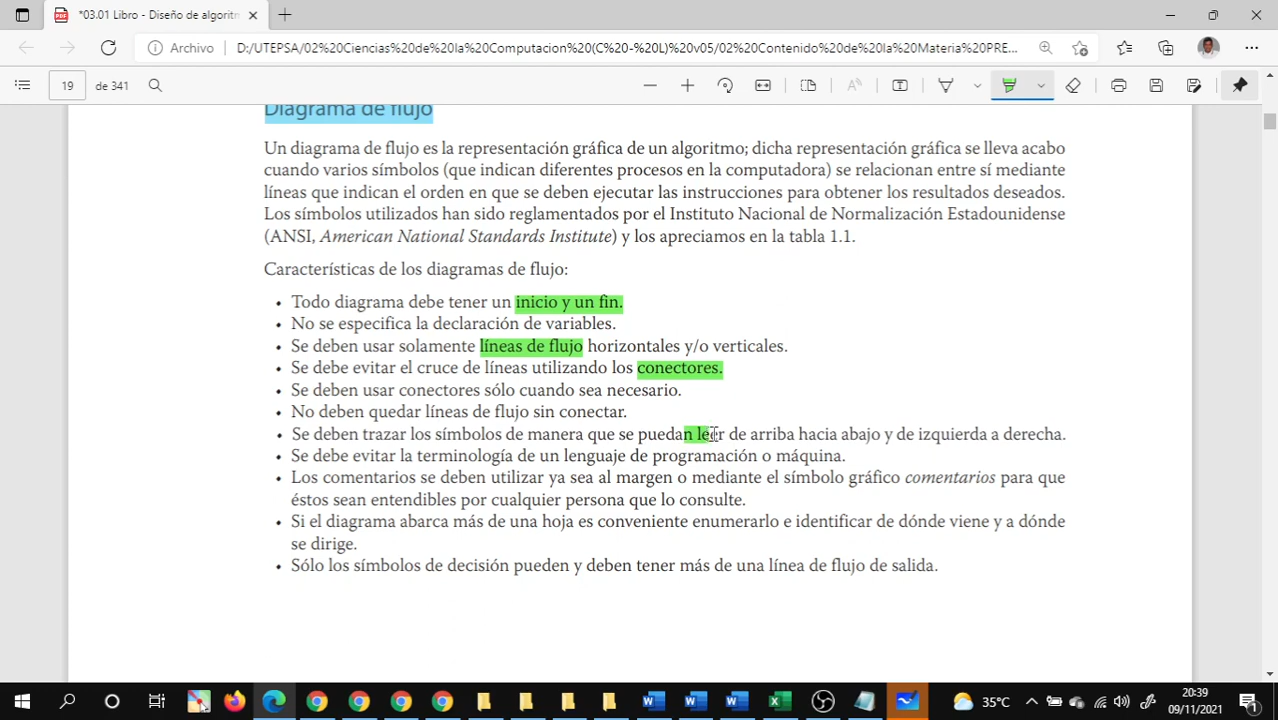 *03.01 Libro - Diseño de algoritm
Archivo
D:/UTEPSA/02%20Ciencias%20de%20la%20Computacion%20(C%20-%20L)%20v05/02%20Contenido%20de%20la%20Materia%20PRE...
19 de 341
Diagrama de flujo
Un diagrama de flujo es la representación gráfica de un algoritmo; dicha representación gráfica se lleva acabo
cuando varios símbolos (que indican diferentes procesos en la computadora) se relacionan entre sí mediante
líneas que indican el orden en que se deben ejecutar las instrucciones para obtener los resultados deseados.
Los símbolos utilizados han sido reglamentados por el Instituto Nacional de Normalización Estadounidense
(ANSI, American National Standards Institute) y los apreciamos en la tabla 1.1.
Características de los diagramas de flujo:
• Todo diagrama debe tener un inicio y un fin.
• No se especifica la declaración de variables.
• Se deben usar solamente líneas de flujo horizontales y/o verticales.
• Se debe evitar el cruce de líneas utilizando los conectores.
• Se deben usar conectores sólo cuando sea necesario.
• No deben quedar líneas de flujo sin conectar.
• Se deben trazar los símbolos de manera que se puedan leer de arriba hacia abajo y de izquierda a derecha.
• Se debe evitar la terminología de un lenguaje de programación o máquina.
• Los comentarios se deben utilizar ya sea al margen o mediante el símbolo gráfico comentarios para que
éstos sean entendibles por cualquier persona que lo consulte.
• Si el diagrama abarca más de una hoja es conveniente enumerarlo e identificar de dónde viene y a dónde
se dirige.
• Sólo los símbolos de decisión pueden y deben tener más de una línea de flujo de salida.
35°C
20:39
09/11/2021